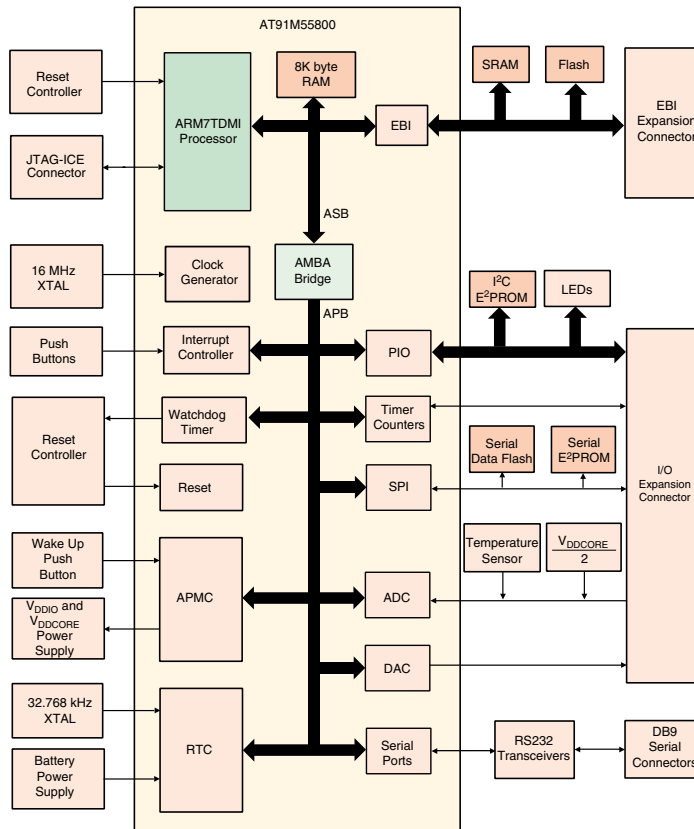 AT91M55800
Reset
Controller
JTAG-ICE
Connector
ARM7TDMI
Processor
8K byte
RAM
EBI
SRAM
Flash
EBI
Expansion
Connector
ASB
16 MHz
XTAL
Clock
Generator
AMBA
Bridge
APB
I²C
E²PROM
LEDs
Push
Buttons
Interrupt
Controller
PIO
Reset
Controller
Watchdog
Timer
Timer
Counters
Reset
SPI
Serial
Data Flash
Serial
E²PROM
I/O
Expansion
Connector
Wake Up
Push
Button
VDDIO and
VDDCORE
Power
Supply
APMC
ADC
Temperature
Sensor
VDDCORE
2
DAC
32.768 kHz
XTAL
Battery
Power
Supply
RTC
Serial
Ports
RS232
Transceivers
DB9
Serial
Connectors